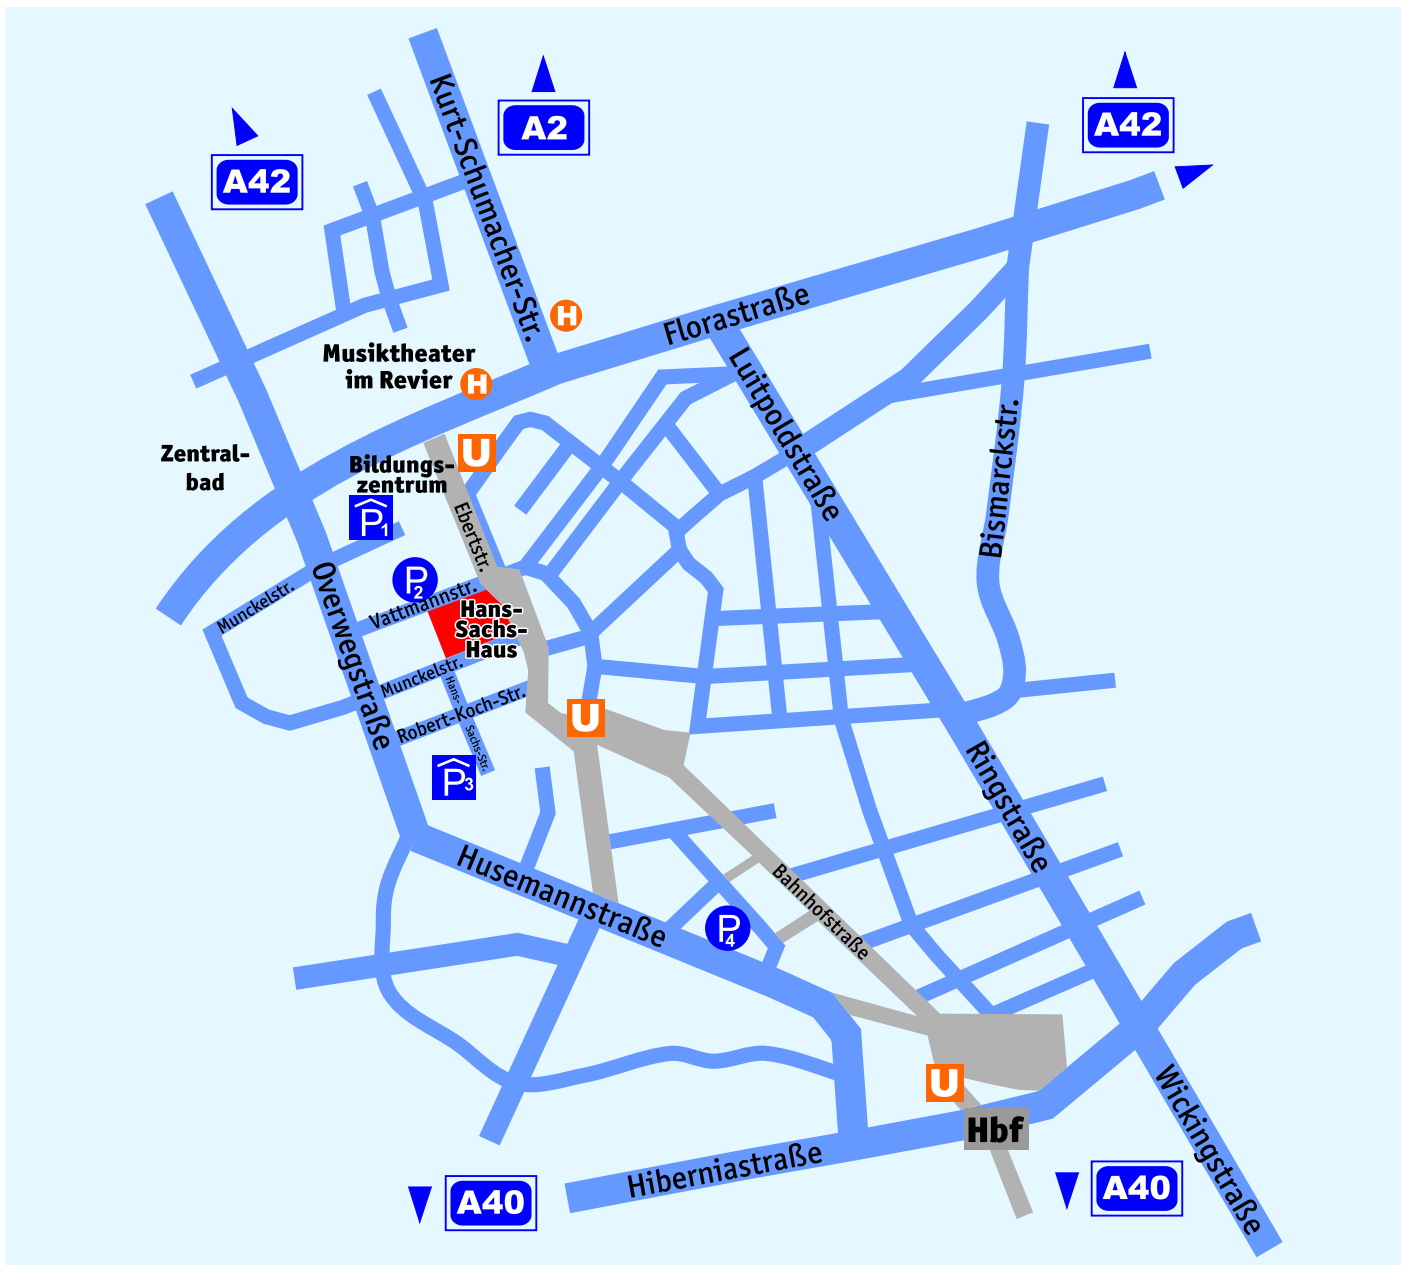 A2
A42
A42
Kurt-Schumacher-Str.
H
Florastraße
Musiktheater
im Revier
H
Luitpoldstraße
Zentral-
bad
U
Bildungs-
zentrum
Bismarckstr.
P1
Ebertstr.
P2
Overwegstraße
Munckelstr.
Vattmannstr.
Hans-
Sachs-
Haus
Munckelstr.
Hans-
Sachs-Str.
Robert-Koch-Str.
U
P3
Ringstraße
Husemannstraße
Bahnhofstraße
P4
U
Hbf
Wickingstraße
Hiberniastraße
A40
A40